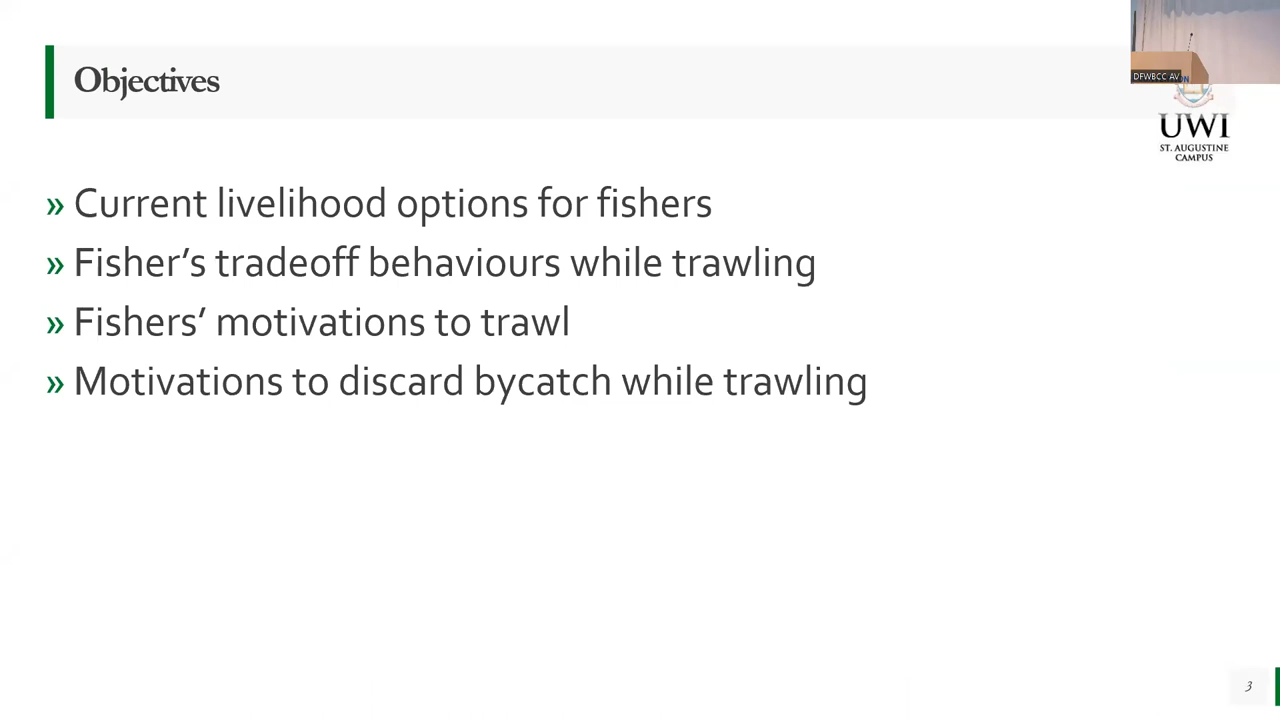 Objectives
DFWBCC AV
UWI
ST. AUGUSTINE
CAMPUS
» Current livelihood options for fishers
» Fisher’s tradeoff behaviours while trawling
» Fishers’ motivations to trawl
» Motivations to discard bycatch while trawling
3